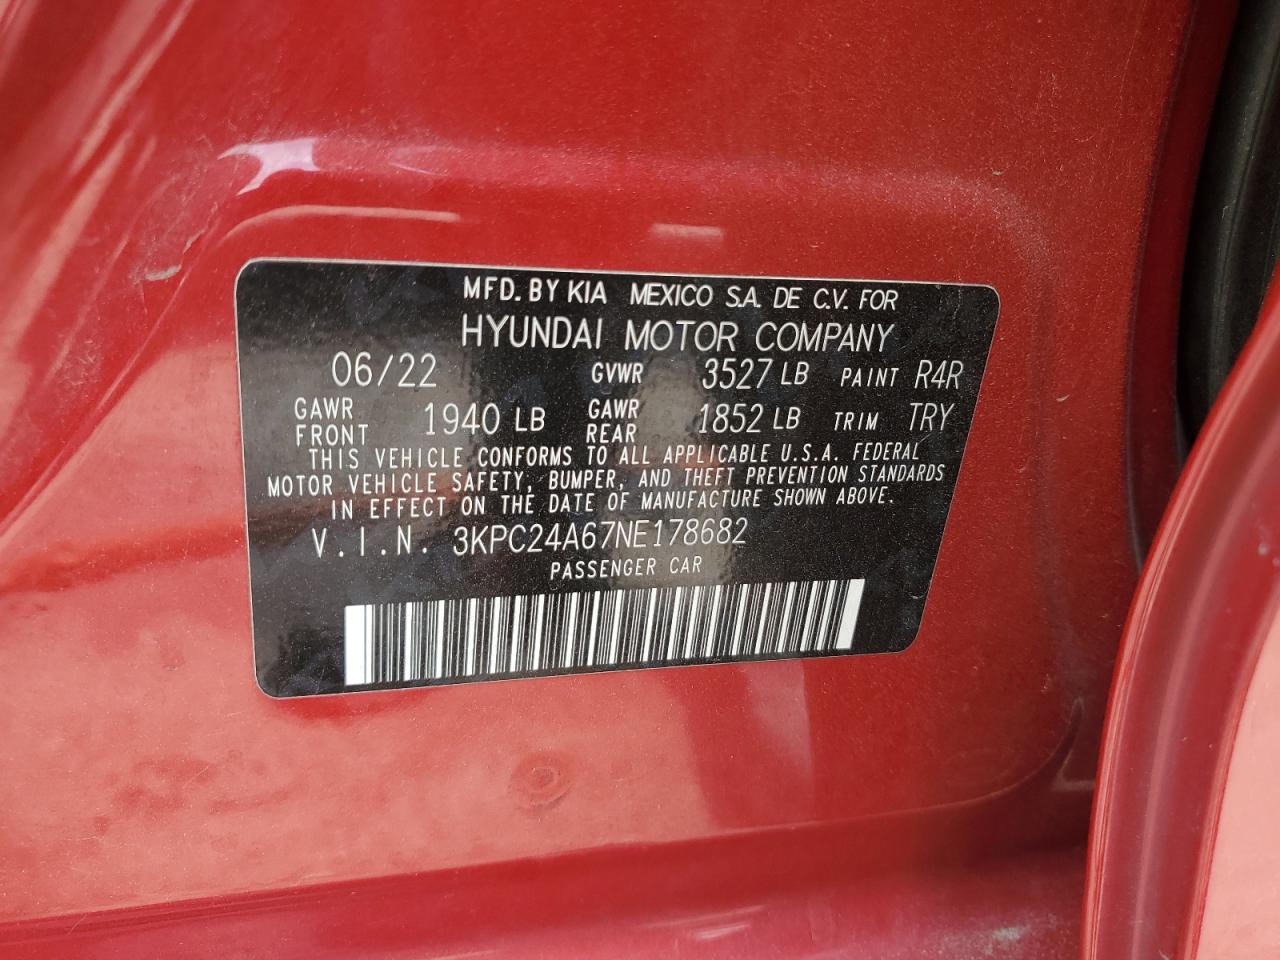 MFD. BY KIA MEXICO S.A. DE C.V. FOR
HYUNDAI MOTOR COMPANY
06/22 GVWR 3527 LB PAINT R4R
GAWR FRONT 1940 LB GAWR REAR 1852 LB TRIM TRY
THIS VEHICLE CONFORMS TO ALL APPLICABLE U.S.A. FEDERAL
MOTOR VEHICLE SAFETY, BUMPER, AND THEFT PREVENTION STANDARDS
IN EFFECT ON THE DATE OF MANUFACTURE SHOWN ABOVE.
V.I.N. 3KPC24A67NE178682
PASSENGER CAR